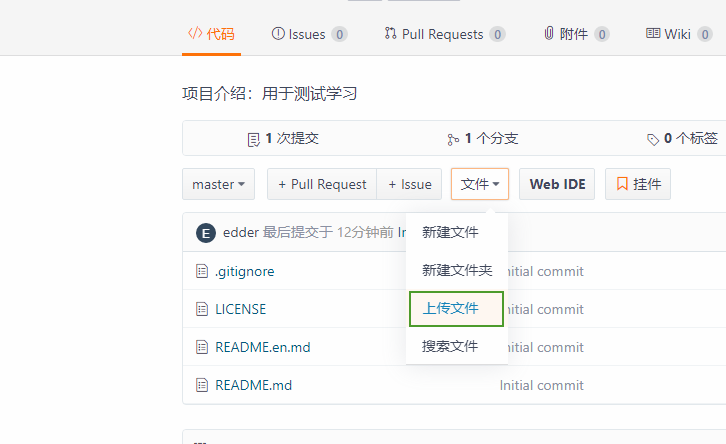 代码 Issues 0 Pull Requests 0 附件 0 Wiki 0
项目介绍：用于测试学习
1 次提交 1 个分支 0 个标签
master + Pull Request + Issue 文件 Web IDE 挂件
E edder 最后提交于 12分钟前
新建文件
新建文件夹
上传文件
搜索文件
.gitignore Initial commit
LICENSE Initial commit
README.en.md Initial commit
README.md Initial commit